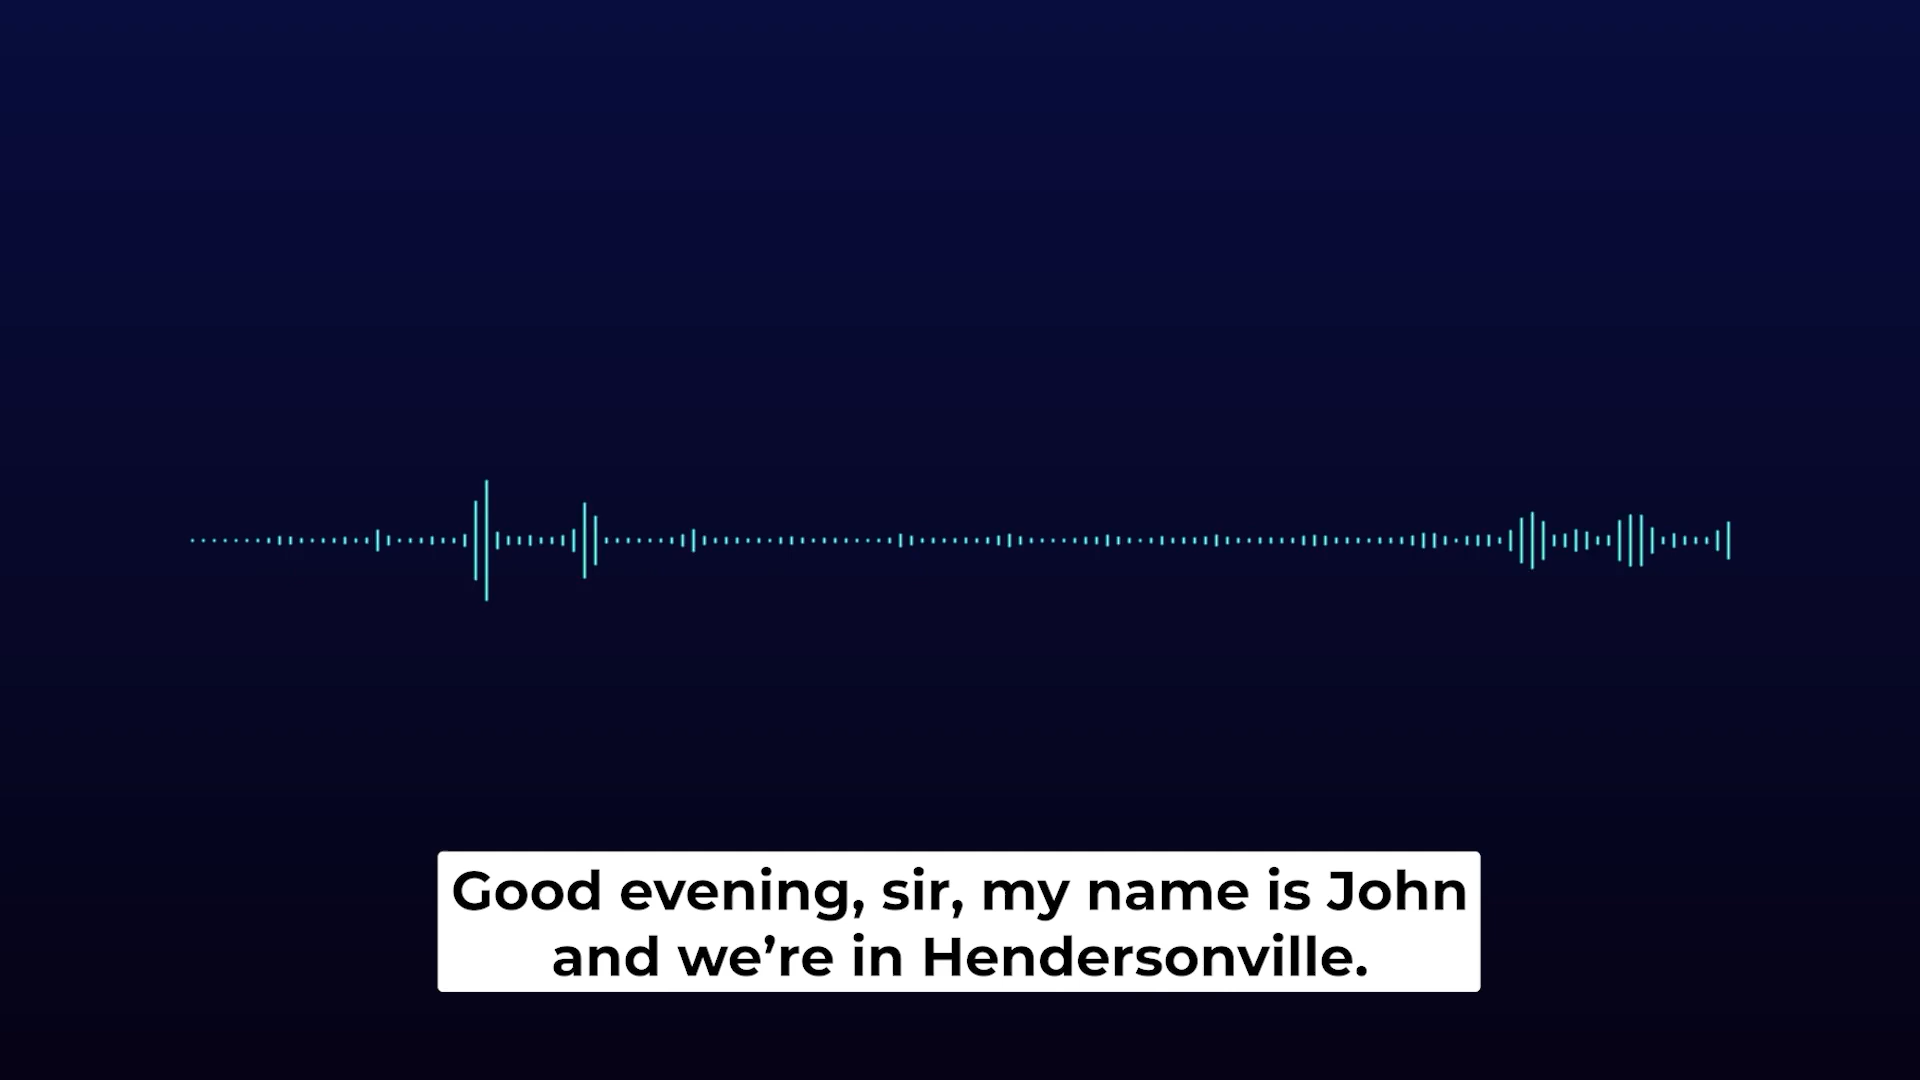 Good evening, sir, my name is John
and we’re in Hendersonville.